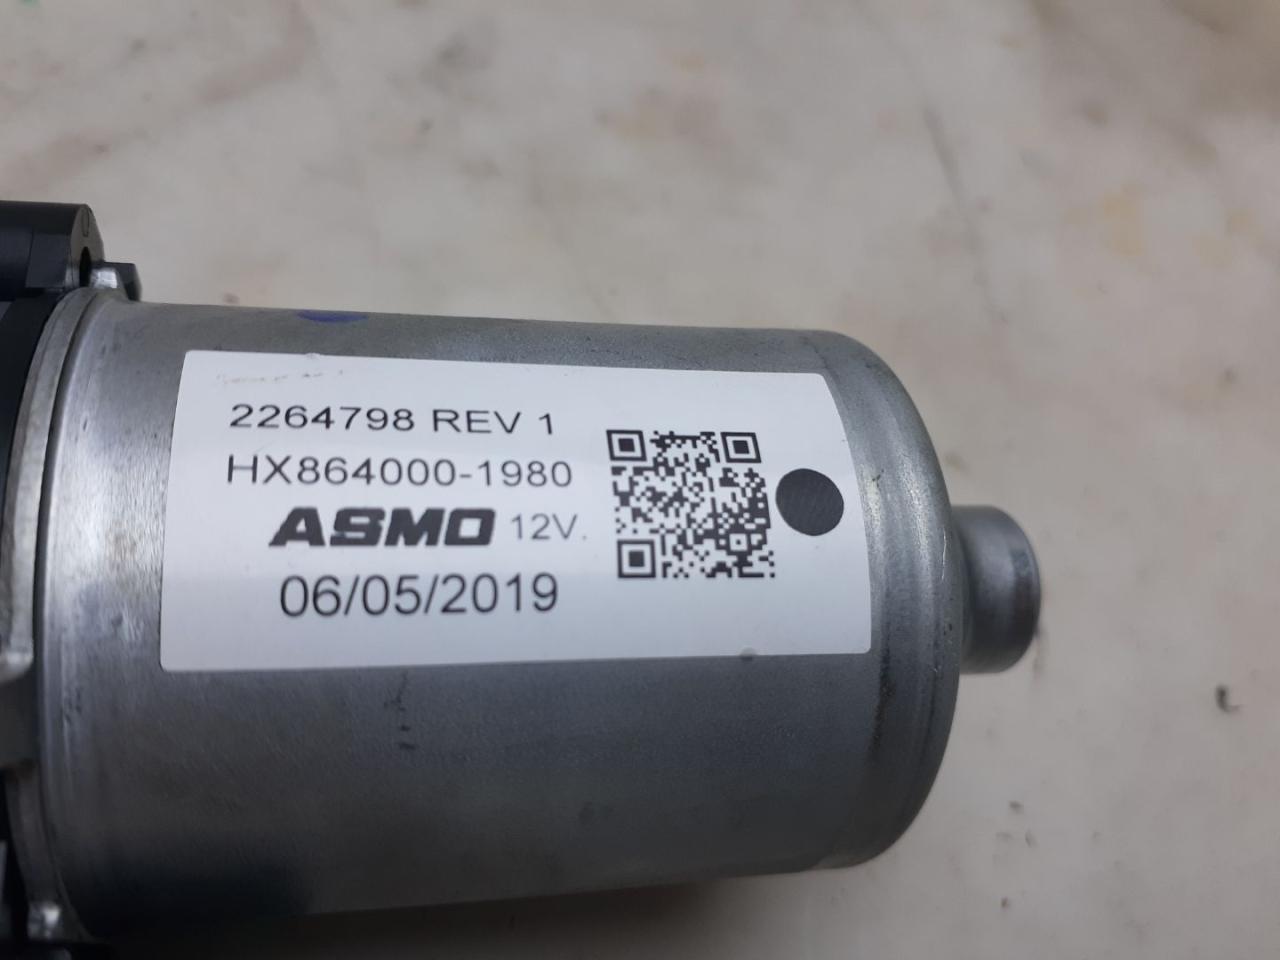 2264798 REV 1
HX864000-1980
ASMO 12V.
06/05/2019